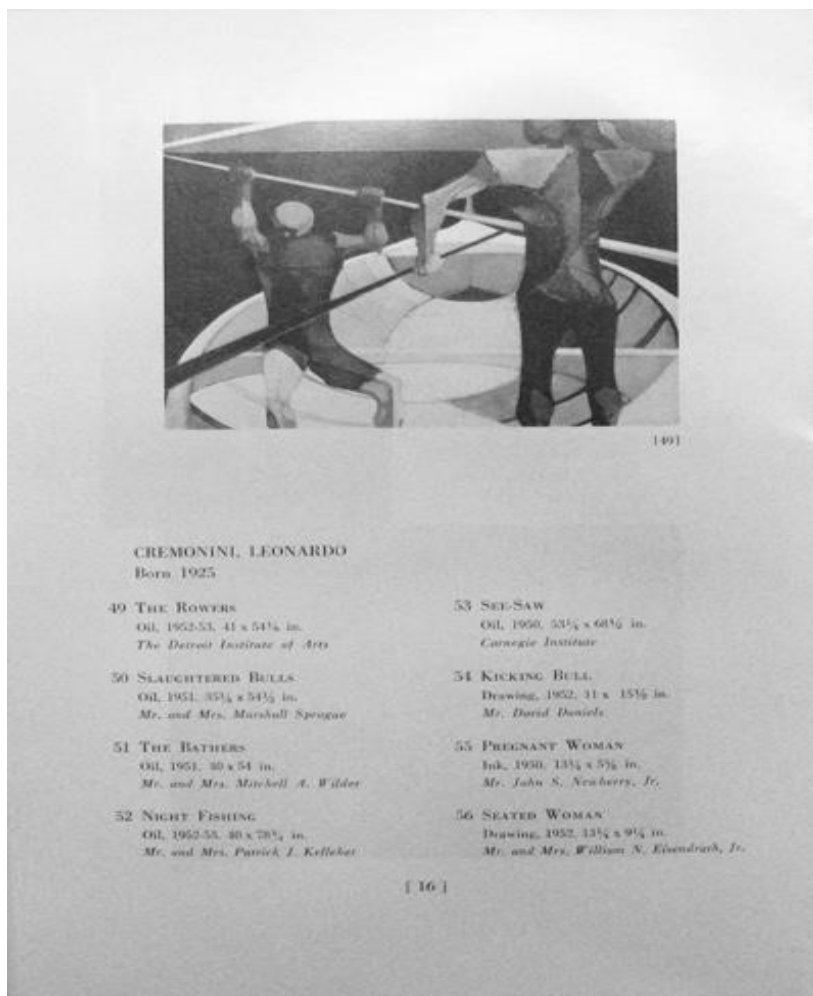 [49]
CREMONINI, LEONARDO
Born 1925
49 THE ROWERS
Oil, 1952-53, 41 x 54¼ in.
The Detroit Institute of Arts
50 SLAUGHTERED BULLS
Oil, 1951, 35¼ x 54½ in.
Mr. and Mrs. Marshall Sprague
51 THE BATHERS
Oil, 1951, 40 x 54 in.
Mr. and Mrs. Mitchell A. Wilder
52 NIGHT FISHING
Oil, 1952-53, 40 x 78¾ in.
Mr. and Mrs. Patrick J. Kelleher
53 SEE-SAW
Oil, 1950, 53¼ x 68½ in.
Carnegie Institute
54 KICKING BULL
Drawing, 1952, 11 x 15½ in.
Mr. David Daniels
55 PREGNANT WOMAN
Ink, 1950, 13¼ x 5⅝ in.
Mr. John S. Newberry, Jr.
56 SEATED WOMAN
Drawing, 1952, 13¼ x 9¼ in.
Mr. and Mrs. William N. Eisendrath, Jr.
[ 16 ]